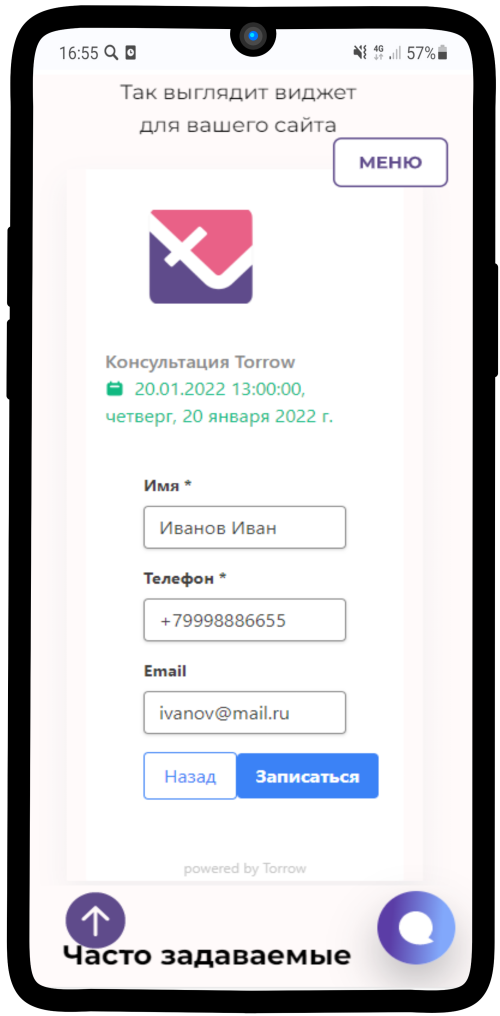 16:55
4G
57%
Так выглядит виджет
для вашего сайта
МЕНЮ
Консультация Torrow
20.01.2022 13:00:00,
четверг, 20 января 2022 г.
Имя *
Иванов Иван
Телефон *
+79998886655
Email
ivanov@mail.ru
Назад
Записаться
powered by Torrow
Часто задаваемые